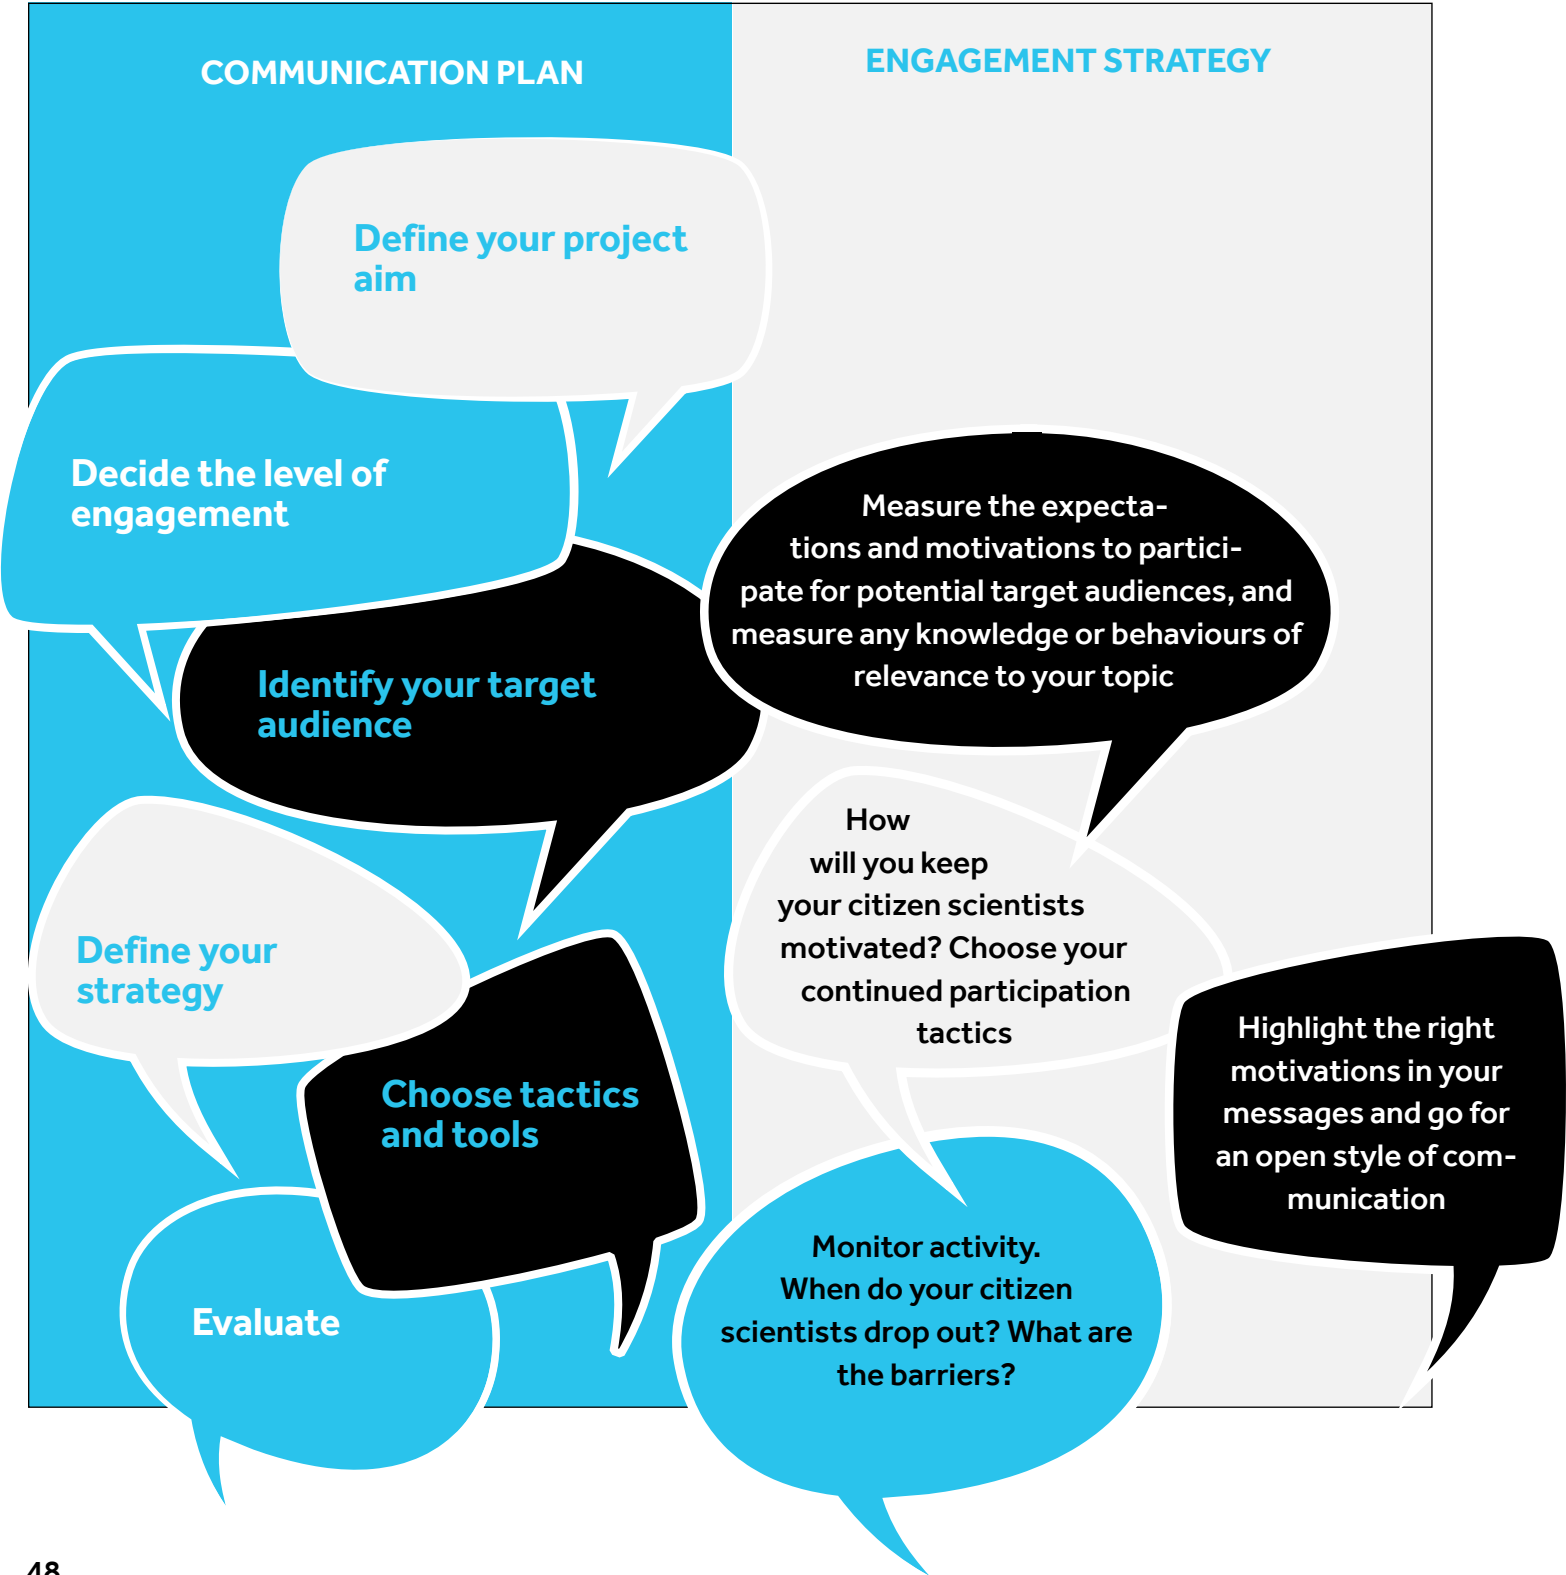 COMMUNICATION PLAN
ENGAGEMENT STRATEGY
Define your project
aim
Decide the level of
engagement
Identify your target
audience
Define your
strategy
Choose tactics
and tools
Evaluate
Measure the expecta-
tions and motivations to partici-
pate for potential target audiences, and
measure any knowledge or behaviours of
relevance to your topic
How
will you keep
your citizen scientists
motivated? Choose your
continued participation
tactics
Highlight the right
motivations in your
messages and go for
an open style of com-
munication
Monitor activity.
When do your citizen
scientists drop out? What are
the barriers?
48